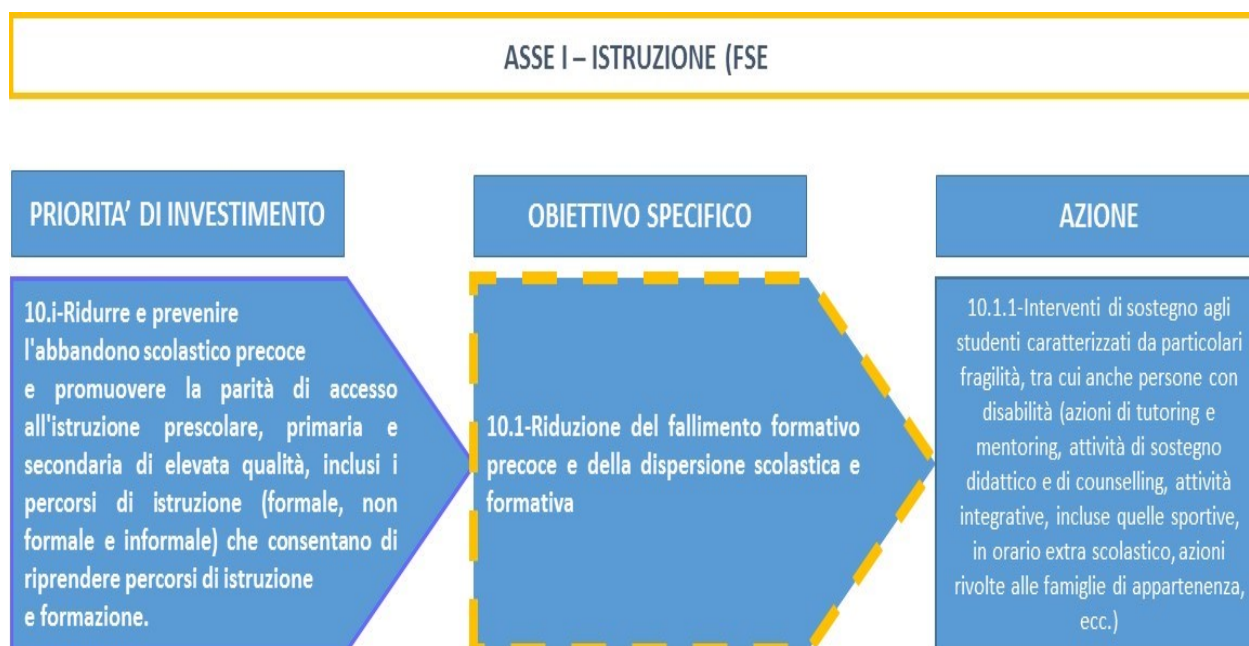 ASSE I – ISTRUZIONE (FSE
PRIORITA’ DI INVESTIMENTO
10.i-Ridurre e prevenire
l'abbandono scolastico precoce
e promuovere la parità di accesso
all'istruzione prescolare, primaria e
secondaria di elevata qualità, inclusi i
percorsi di istruzione (formale, non
formale e informale) che consentano di
riprendere percorsi di istruzione
e formazione.
OBIETTIVO SPECIFICO
10.1-Riduzione del fallimento formativo
precoce e della dispersione scolastica e
formativa
AZIONE
10.1.1-Interventi di sostegno agli
studenti caratterizzati da particolari
fragilità, tra cui anche persone con
disabilità (azioni di tutoring e
mentoring, attività di sostegno
didattico e di counselling, attività
integrative, incluse quelle sportive,
in orario extra scolastico, azioni
rivolte alle famiglie di appartenenza,
ecc.)